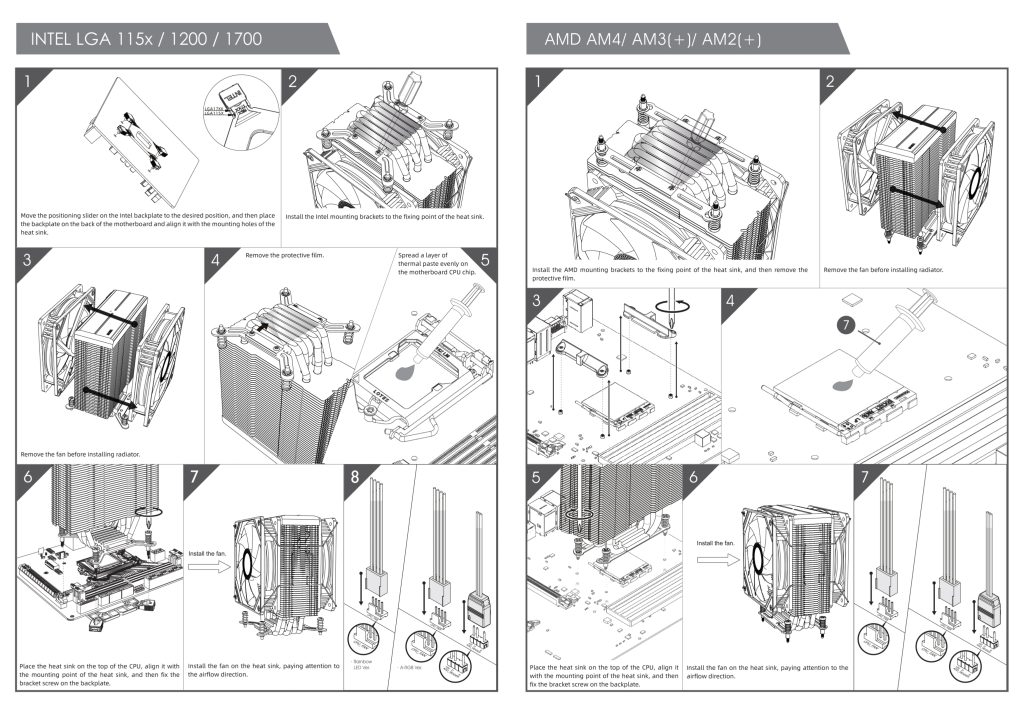 INTEL LGA 115x / 1200 / 1700
1
LGA17XX
LGA115X
INTEL
Move the positioning slider on the Intel backplate to the desired position, and then place
the backplate on the back of the motherboard and align it with the mounting holes of the
heat sink.
2
Install the Intel mounting brackets to the fixing point of the heat sink.
3
Remove the fan before installing radiator.
4
Remove the protective film.
5
Spread a layer of
thermal paste evenly on
the motherboard CPU chip.
6
Place the heat sink on the top of the CPU, align it with
the mounting point of the heat sink, and then fix the
bracket screw on the backplate.
7
Install the fan.
Install the fan on the heat sink, paying attention to
the airflow direction.
8
CPU_FAN
· Rainbow
LED Ver.
CPU_FAN
· A-RGB Ver.
AMD AM4/ AM3(+)/ AM2(+)
1
Install the AMD mounting brackets to the fixing point of the heat sink, and then remove the
protective film.
2
Remove the fan before installing radiator.
3
4
7
5
Place the heat sink on the top of the CPU, align it
with the mounting point of the heat sink, and then
fix the bracket screw on the backplate.
6
Install the fan.
Install the fan on the heat sink, paying attention to the
airflow direction.
7
CPU_FAN
CPU_FAN